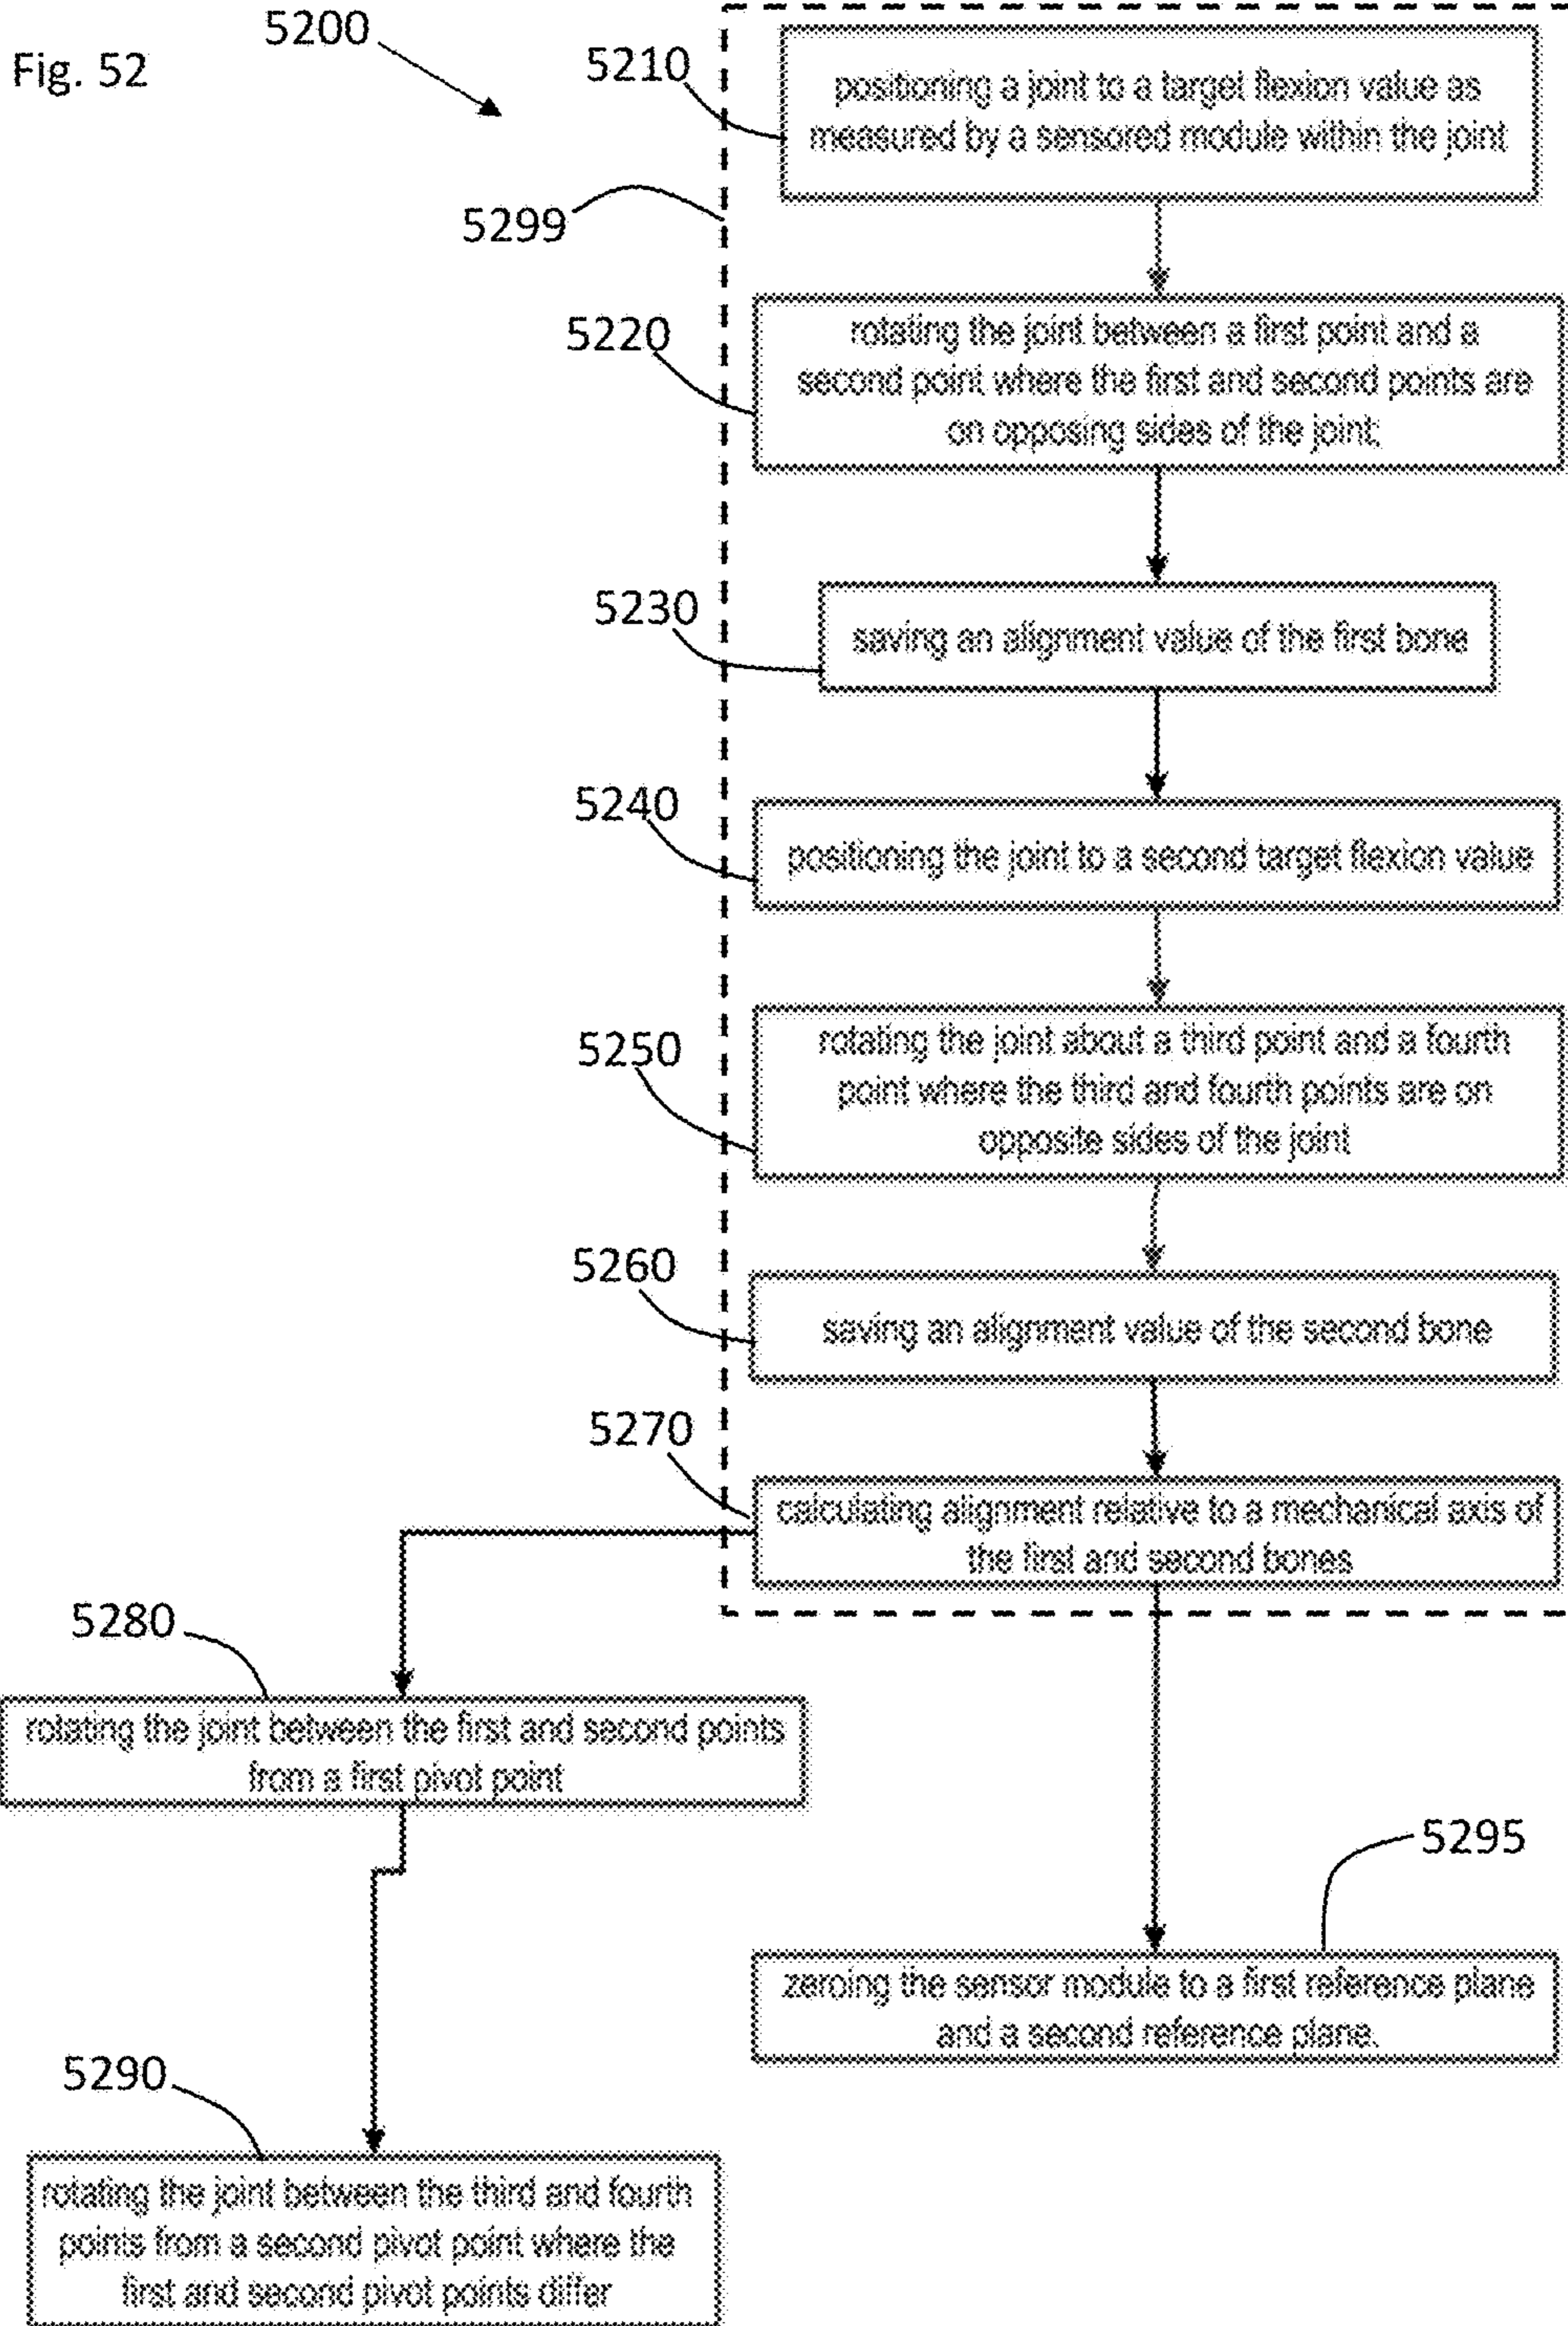 Fig. 52
5200
5210
positioning a joint to a target flexion value as
measured by a sensored module within the joint
5299
5220
rotating the joint between a first point and a
second point where the first and second points are
on opposing sides of the joint;
5230
saving an alignment value of the first bone
5240
positioning the joint to a second target flexion value
5250
rotating the joint about a third point and a fourth
point where the third and fourth points are on
opposite sides of the joint
5260
saving an alignment value of the second bone
5270
calculating alignment relative to a mechanical axis of
the first and second bones
5280
rotating the joint between the first and second points
from a first pivot point
5295
zeroing the sensor module to a first reference plane
and a second reference plane.
5290
rotating the joint between the third and fourth
points from a second pivot point where the
first and second pivot points differ